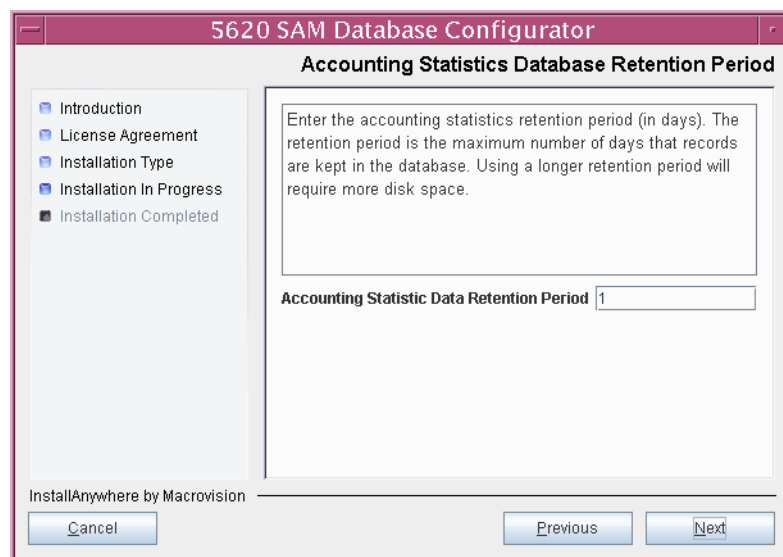 5620 SAM Database Configurator
Accounting Statistics Database Retention Period
Introduction
License Agreement
Installation Type
Installation In Progress
Installation Completed
Enter the accounting statistics retention period (in days). The
retention period is the maximum number of days that records
are kept in the database. Using a longer retention period will
require more disk space.
Accounting Statistic Data Retention Period 1
InstallAnywhere by Macrovision
Cancel
Previous
Next